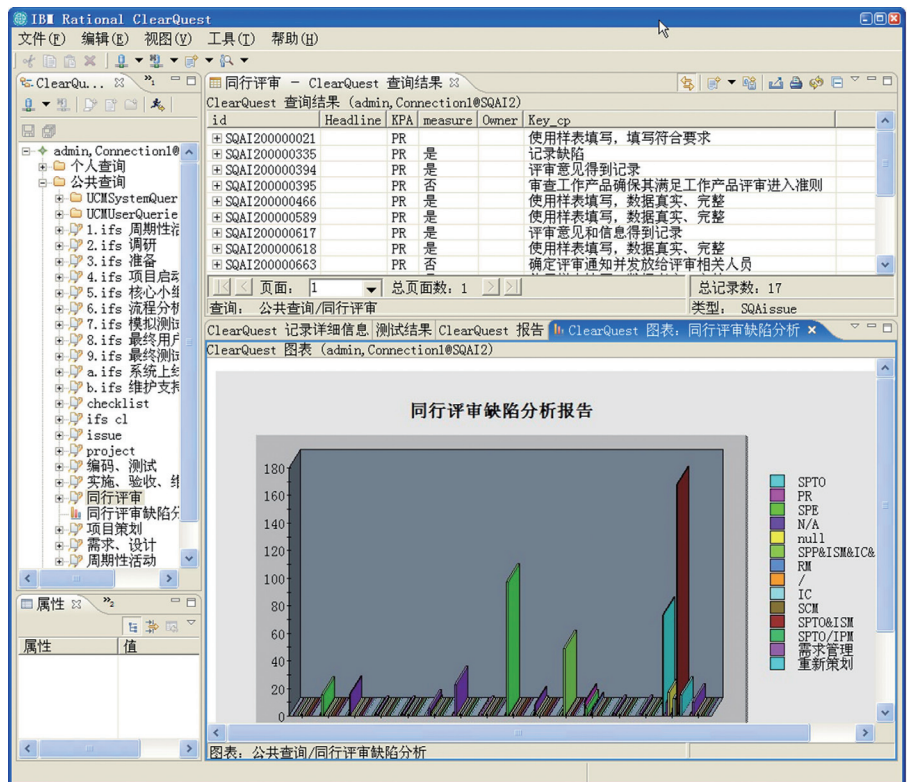 IBM Rational ClearQuest
文件(F) 编辑(E) 视图(V) 工具(T) 帮助(H)
ClearQu...
»1
admin,Connection1@
个人查询
公共查询
UCMSystemQuer
UCMUserQuerie
1.ifs 周期性活
2.ifs 调研
3.ifs 准备
4.ifs 项目启动
5.ifs 核心小组
6.ifs 流程分析
7.ifs 模拟测试
8.ifs 最终用户
9.ifs 最终测试
a.ifs 系统上线
b.ifs 维护支持
checklist
ifs cl
issue
project
编码、测试
实施、验收、维
同行评审
同行评审缺陷分
项目策划
需求、设计
周期性活动
属性
»2
属性 值
同行评审 - ClearQuest 查询结果
ClearQuest 查询结果 (admin,Connection1@SQAI2)
id Headline KPA measure Owner Key_cp
SQAI200000021 PR 使用样表填写，填写符合要求
SQAI200000335 PR 是 记录缺陷
SQAI200000394 PR 是 评审意见得到记录
SQAI200000395 PR 否 审查工作产品确保其满足工作产品评审进入准则
SQAI200000466 PR 是 使用样表填写，数据真实、完整
SQAI200000589 PR 是 使用样表填写，数据真实、完整
SQAI200000617 PR 是 评审意见和信息得到记录
SQAI200000618 PR 是 使用样表填写，数据真实、完整
SQAI200000663 PR 否 确定评审通知并发放给评审相关人员
页面: 1 总页面数: 1 总记录数: 17
查询: 公共查询/同行评审 类型: SQAissue
ClearQuest 记录详细信息 测试结果 ClearQuest 报告 ClearQuest 图表: 同行评审缺陷分析
ClearQuest 图表 (admin,Connection1@SQAI2)
同行评审缺陷分析报告
180
160
140
120
100
80
60
40
20
0
SPTO
PR
SPE
N/A
null
SPP&ISM&IC&
RM
/
IC
SCM
SPTO&ISM
SPTO/IPM
需求管理
重新策划
图表: 公共查询/同行评审缺陷分析